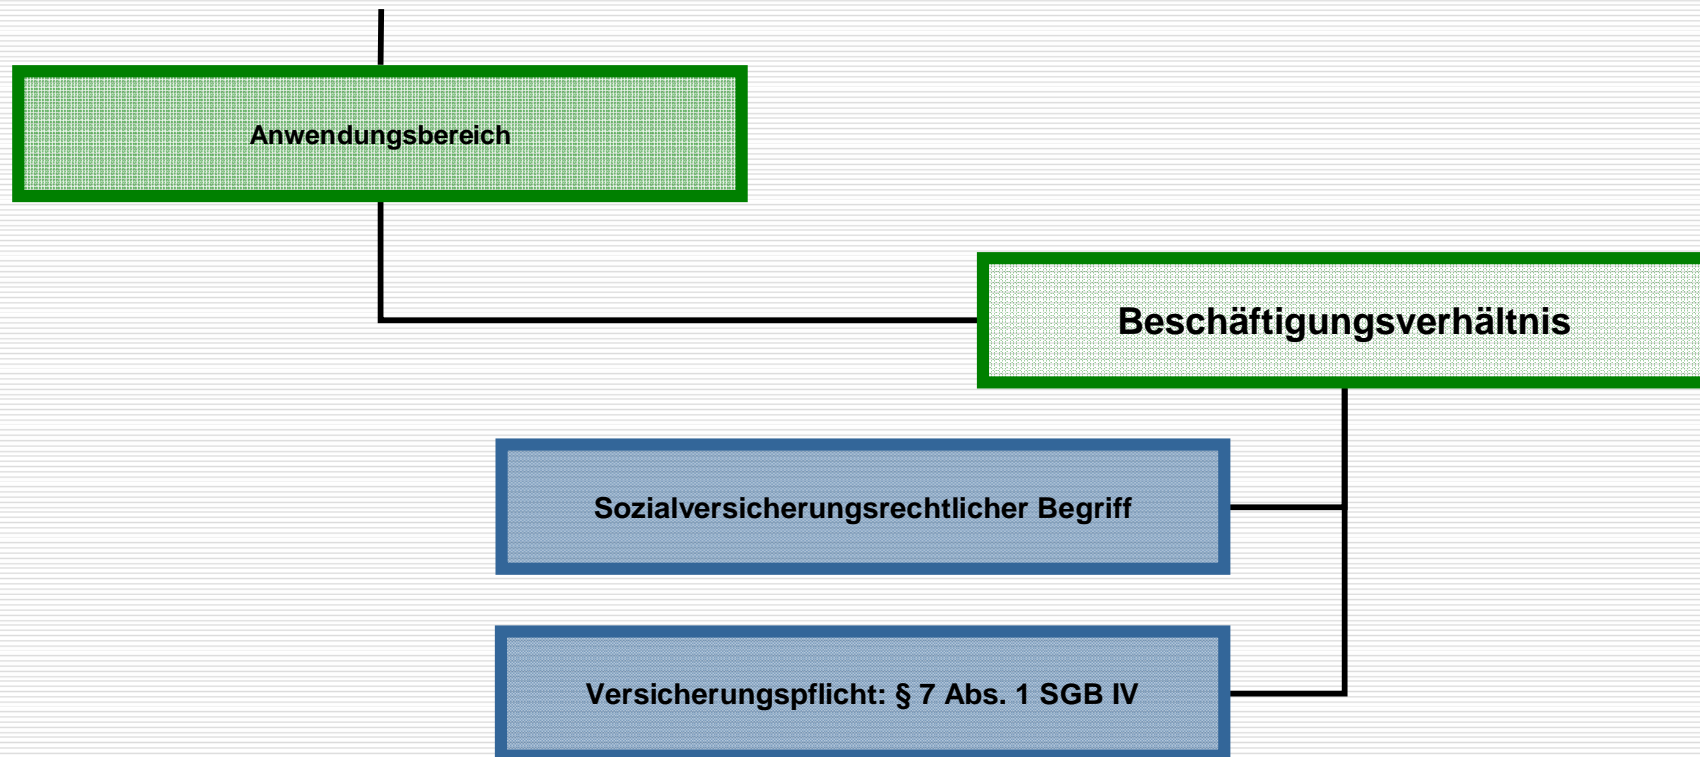 Anwendungsbereich
Beschäftigungsverhältnis
Sozialversicherungsrechtlicher Begriff
Versicherungspflicht: § 7 Abs. 1 SGB IV